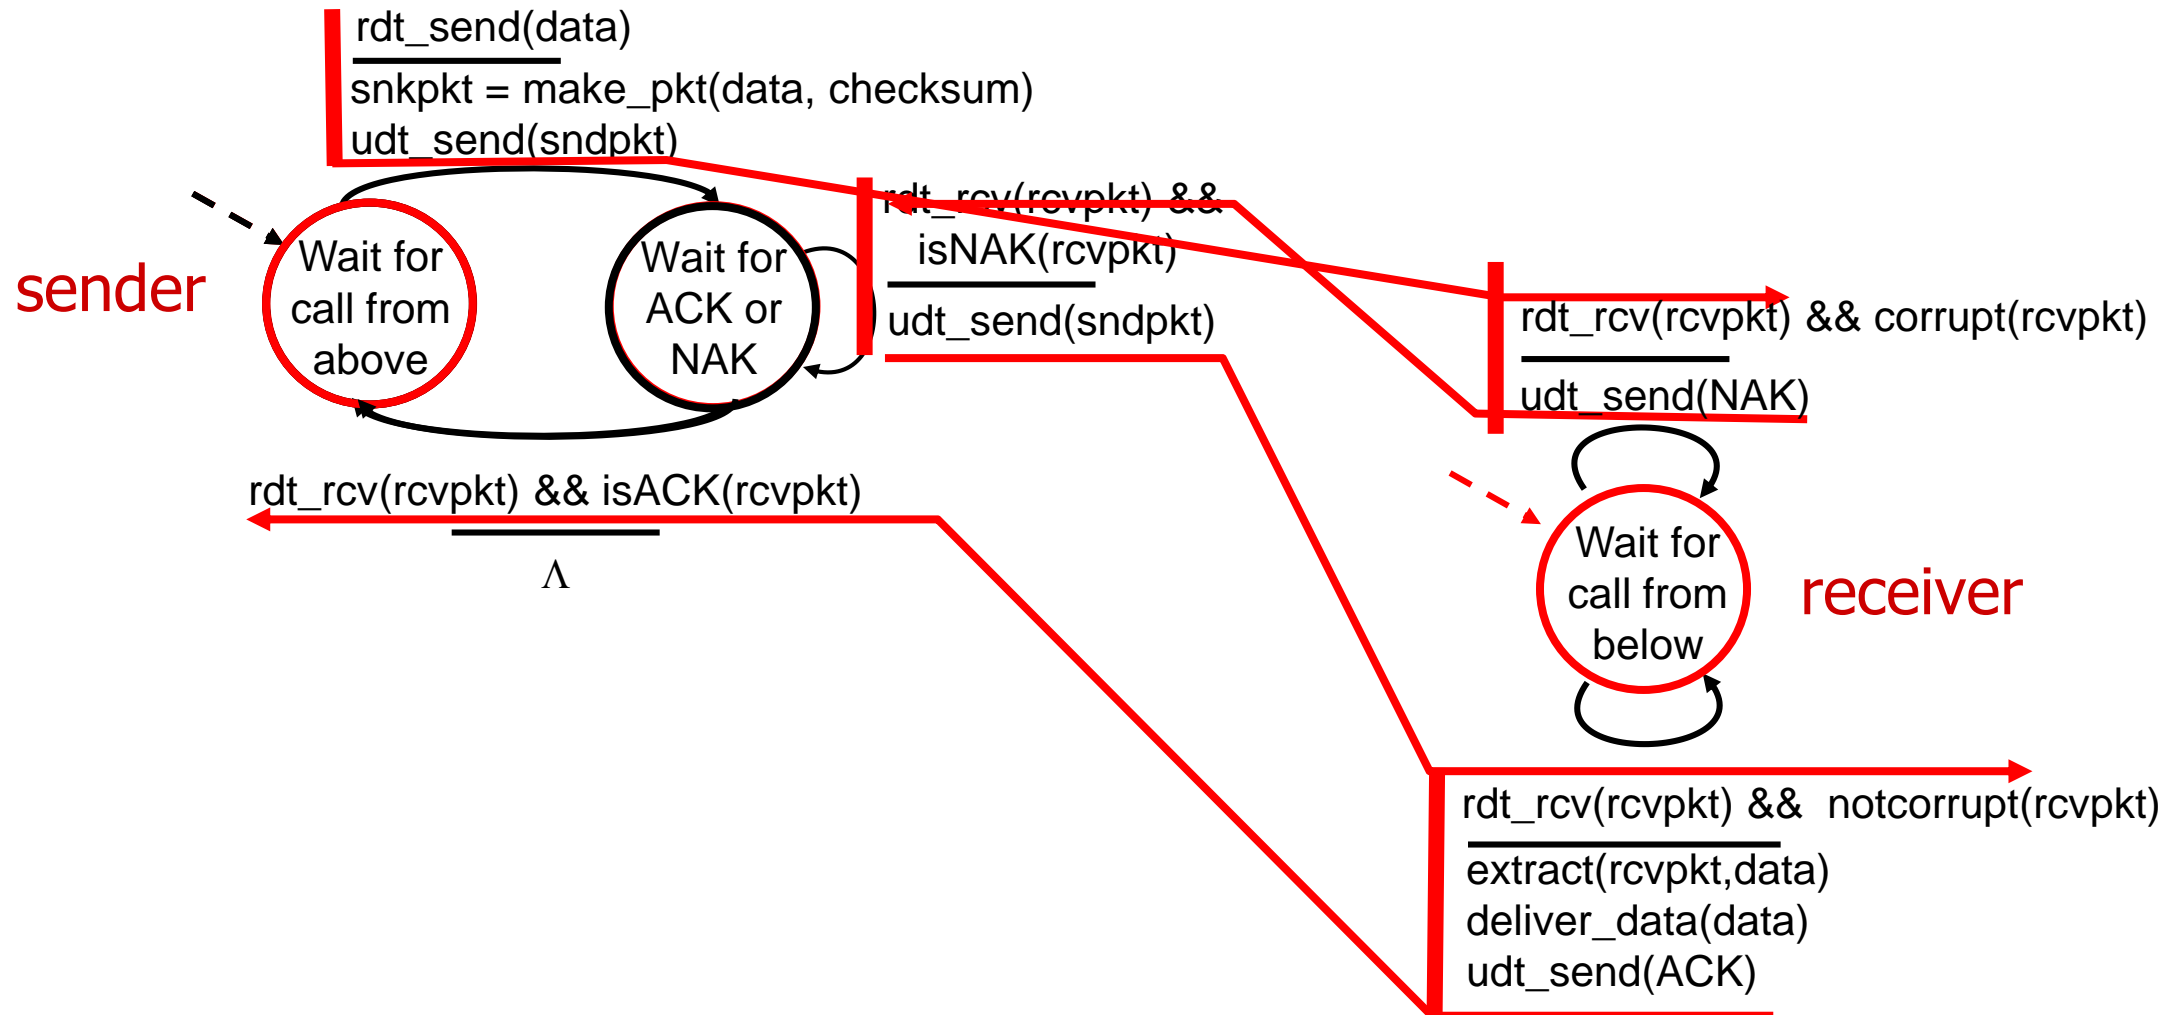 rdt_send(data)
snkpkt = make_pkt(data, checksum)
udt_send(sndpkt)
sender
Wait for
call from
above
Wait for
ACK or
NAK
rdt_rcv(rcvpkt) &&
isNAK(rcvpkt)
udt_send(sndpkt)
rdt_rcv(rcvpkt) && isACK(rcvpkt)
Λ
rdt_rcv(rcvpkt) && corrupt(rcvpkt)
udt_send(NAK)
Wait for
call from
below
receiver
rdt_rcv(rcvpkt) && notcorrupt(rcvpkt)
extract(rcvpkt,data)
deliver_data(data)
udt_send(ACK)